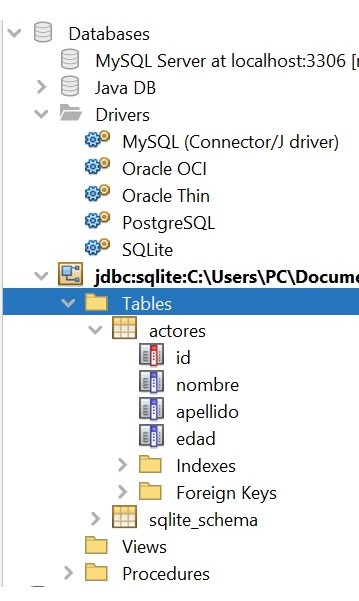 Databases
MySQL Server at localhost:3306 [
Java DB
Drivers
MySQL (Connector/J driver)
Oracle OCI
Oracle Thin
PostgreSQL
SQLite
jdbc:sqlite:C:\Users\PC\Docume
Tables
actores
id
nombre
apellido
edad
Indexes
Foreign Keys
sqlite_schema
Views
Procedures